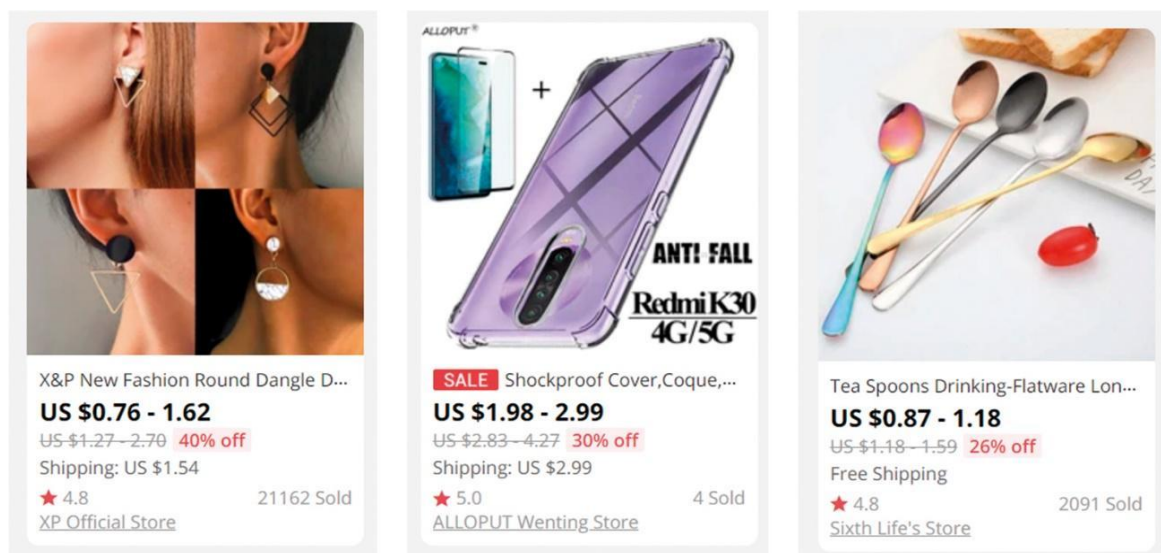 X&P New Fashion Round Dangle D...
US $0.76 - 1.62
US $1.27 - 2.70 40% off
Shipping: US $1.54
4.8 21162 Sold
XP Official Store
ALLOPUT®
+
ANTI FALL
Redmi K30
4G/5G
SALE Shockproof Cover,Coque,...
US $1.98 - 2.99
US $2.83 - 4.27 30% off
Shipping: US $2.99
5.0 4 Sold
ALLOPUT Wenting Store
DA
Tea Spoons Drinking-Flatware Lon...
US $0.87 - 1.18
US $1.18 - 1.59 26% off
Free Shipping
4.8 2091 Sold
Sixth Life's Store